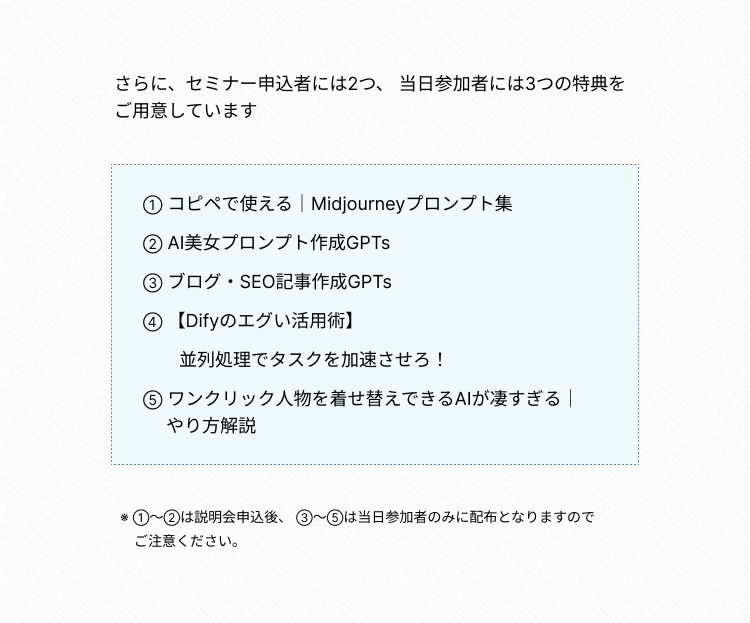 さらに、セミナー申込者には2つ、 当日参加者には3つの特典を
ご用意しています
① コピペで使える｜Midjourneyプロンプト集
② AI美女プロンプト作成GPTs
③ ブログ・SEO記事作成GPTs
④ 【Difyのエグい活用術】
並列処理でタスクを加速させろ！
⑤ ワンクリック人物を着せ替えできるAIが凄すぎる｜
やり方解説
※ ①〜②は説明会申込後、 ③〜⑤は当日参加者のみに配布となりますので
ご注意ください。